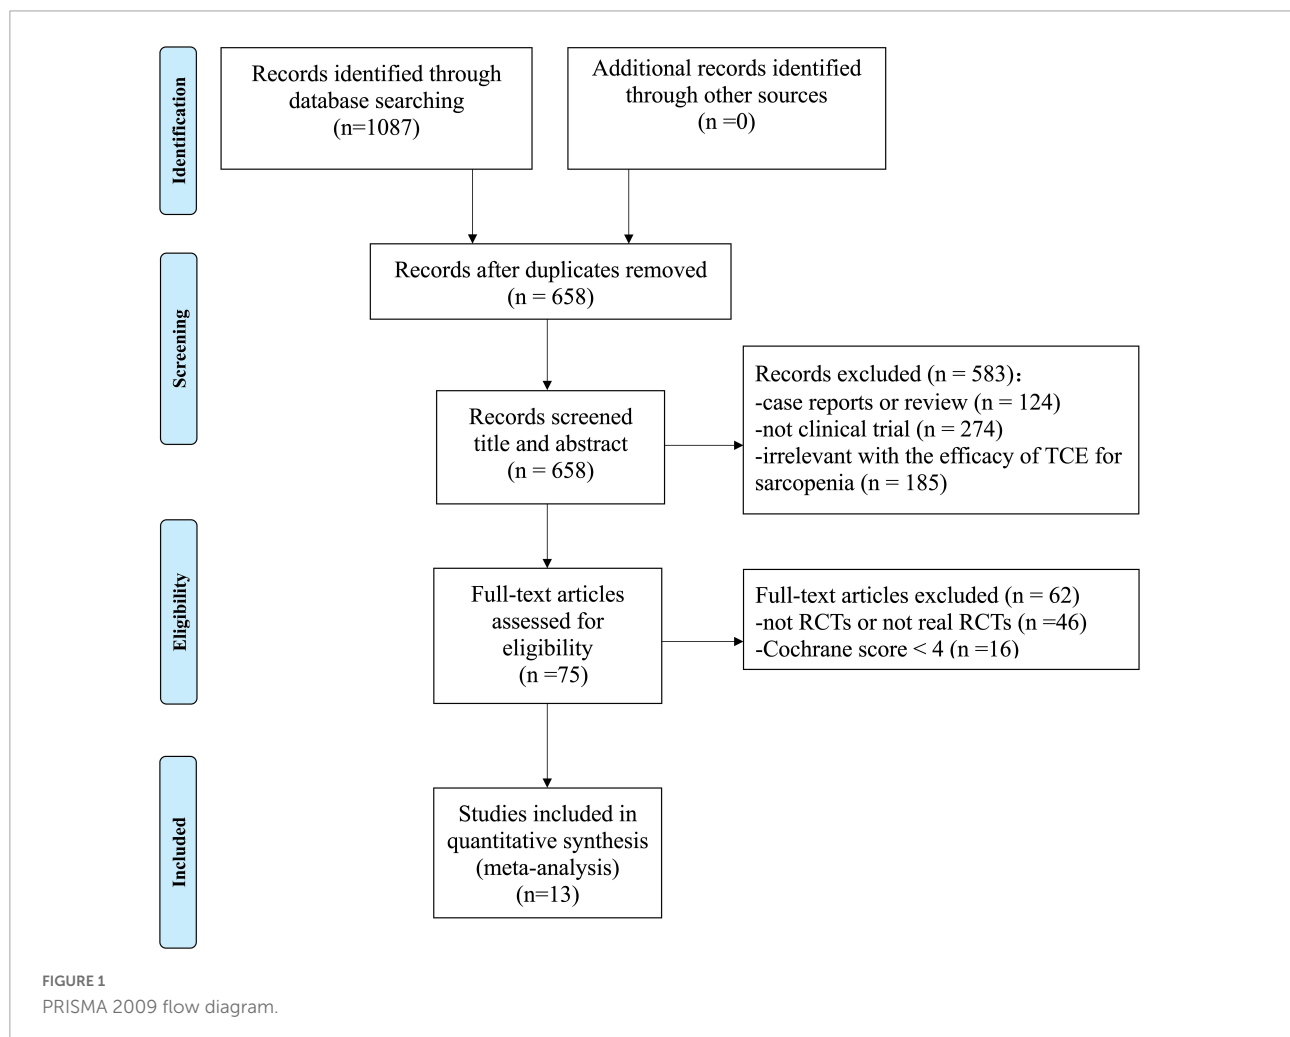 Identification
Records identified through
database searching
(n=1087)
Additional records identified
through other sources
(n =0)
Screening
Records after duplicates removed
(n = 658)
Records screened
title and abstract
(n = 658)
Records excluded (n = 583)：
-case reports or review (n = 124)
-not clinical trial (n = 274)
-irrelevant with the efficacy of TCE for
sarcopenia (n = 185)
Eligibility
Full-text articles
assessed for
eligibility
(n =75)
Full-text articles excluded (n = 62)
-not RCTs or not real RCTs (n =46)
-Cochrane score < 4 (n =16)
Included
Studies included in
quantitative synthesis
(meta-analysis)
(n=13)
FIGURE 1
PRISMA 2009 flow diagram.